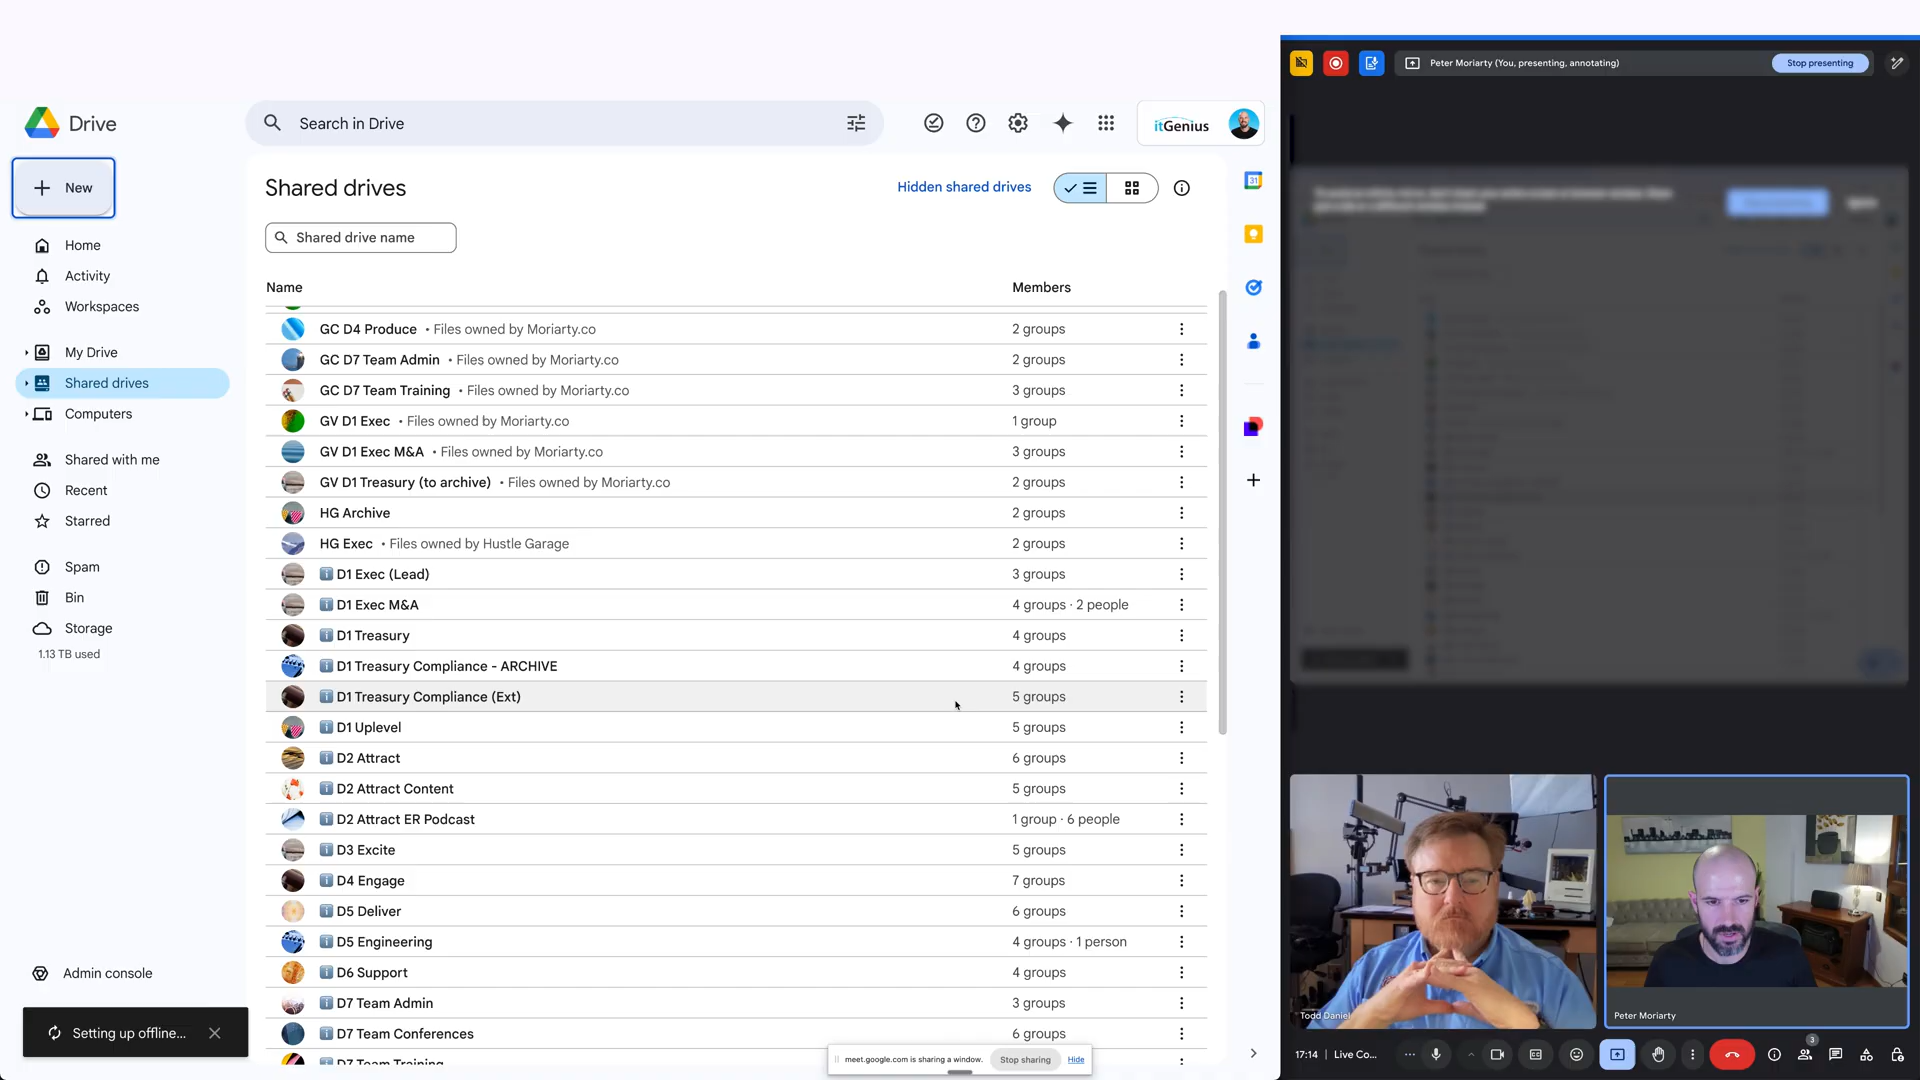 Drive
Search in Drive
itGenius
New
Home
Activity
Workspaces
My Drive
Shared drives
Computers
Shared with me
Recent
Starred
Spam
Bin
Storage
1.13 TB used
Admin console
Setting up offline...
Shared drives
Hidden shared drives
Shared drive name
Name Members
GC D4 Produce • Files owned by Moriarty.co 2 groups
GC D7 Team Admin • Files owned by Moriarty.co 2 groups
GC D7 Team Training • Files owned by Moriarty.co 3 groups
GV D1 Exec • Files owned by Moriarty.co 1 group
GV D1 Exec M&A • Files owned by Moriarty.co 3 groups
GV D1 Treasury (to archive) • Files owned by Moriarty.co 2 groups
HG Archive 2 groups
HG Exec • Files owned by Hustle Garage 2 groups
ℹ️ D1 Exec (Lead) 3 groups
ℹ️ D1 Exec M&A 4 groups · 2 people
ℹ️ D1 Treasury 4 groups
ℹ️ D1 Treasury Compliance - ARCHIVE 4 groups
ℹ️ D1 Treasury Compliance (Ext) 5 groups
ℹ️ D1 Uplevel 5 groups
ℹ️ D2 Attract 6 groups
ℹ️ D2 Attract Content 5 groups
ℹ️ D2 Attract ER Podcast 1 group · 6 people
ℹ️ D3 Excite 5 groups
ℹ️ D4 Engage 7 groups
ℹ️ D5 Deliver 6 groups
ℹ️ D5 Engineering 4 groups · 1 person
ℹ️ D6 Support 4 groups
ℹ️ D7 Team Admin 3 groups
ℹ️ D7 Team Conferences 6 groups
ℹ️ D7 Team Training
meet.google.com is sharing a window. Stop sharing Hide
31
Peter Moriarty (You, presenting, annotating) Stop presenting
Todd Daniel
Peter Moriarty
17:14 | Live Co...
3